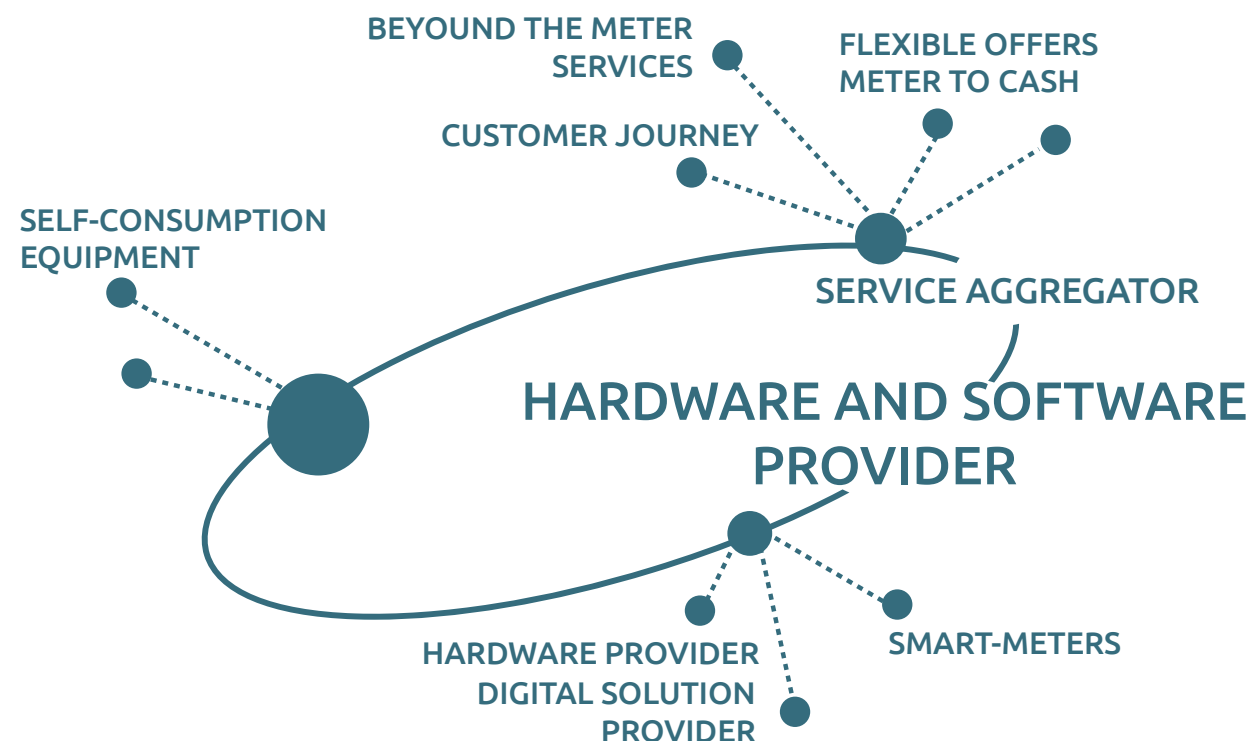 BEYOUND THE METER
SERVICES
FLEXIBLE OFFERS
METER TO CASH
CUSTOMER JOURNEY
SELF-CONSUMPTION
EQUIPMENT
SERVICE AGGREGATOR
HARDWARE AND SOFTWARE
PROVIDER
HARDWARE PROVIDER
SMART-METERS
DIGITAL SOLUTION
PROVIDER